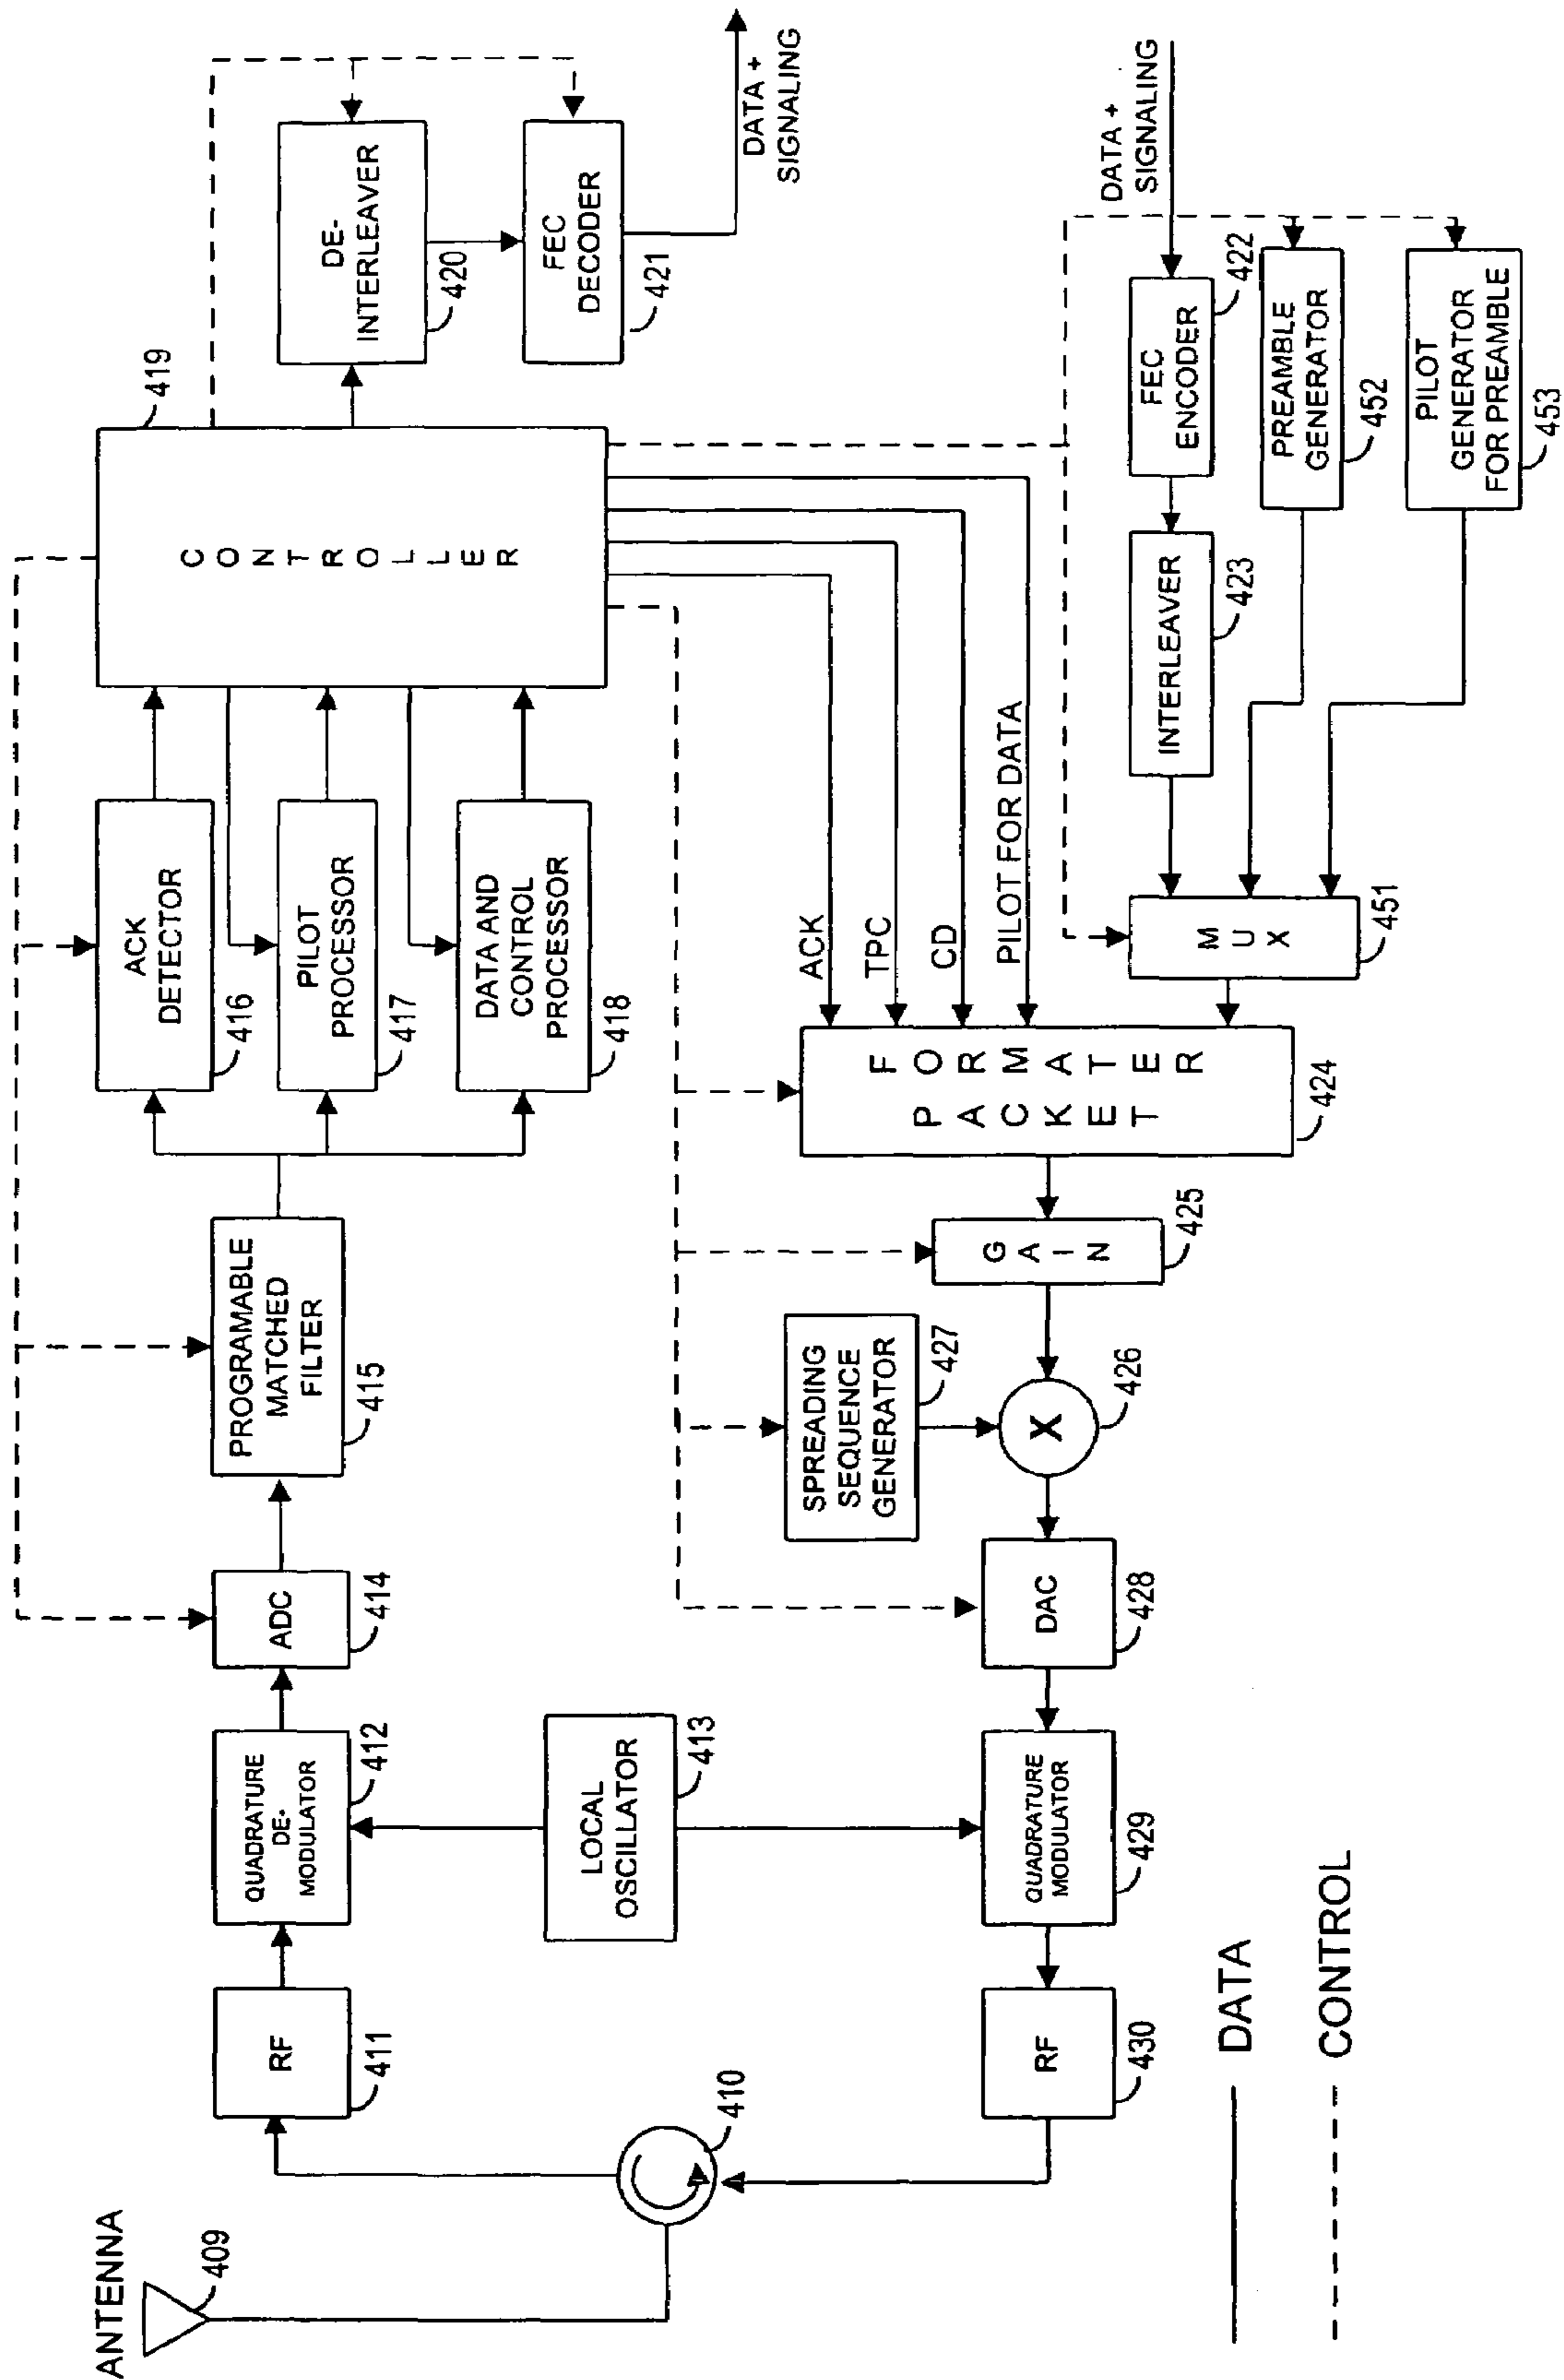 ANTENNA
409
410
RF
411
QUADRATURE
DE-
MODULATOR
412
LOCAL
OSCILLATOR
413
ADC
414
PROGRAMABLE
MATCHED
FILTER
415
ACK
DETECTOR
416
PILOT
PROCESSOR
417
DATA AND
CONTROL
PROCESSOR
418
CONTROLLER
419
DE-
INTERLEAVER
420
FEC
DECODER
421
DATA +
SIGNALING
RF
430
QUADRATURE
MODULATOR
429
DAC
428
SPREADING
SEQUENCE
GENERATOR
427
X
426
GAIN
425
PACKET
FORMATER
424
ACK
TPC
CD
PILOT FOR DATA
MUX
451
INTERLEAVER
423
FEC
ENCODER
422
DATA +
SIGNALING
PREAMBLE
GENERATOR
452
PILOT
GENERATOR
FOR PREAMBLE
453
DATA
CONTROL